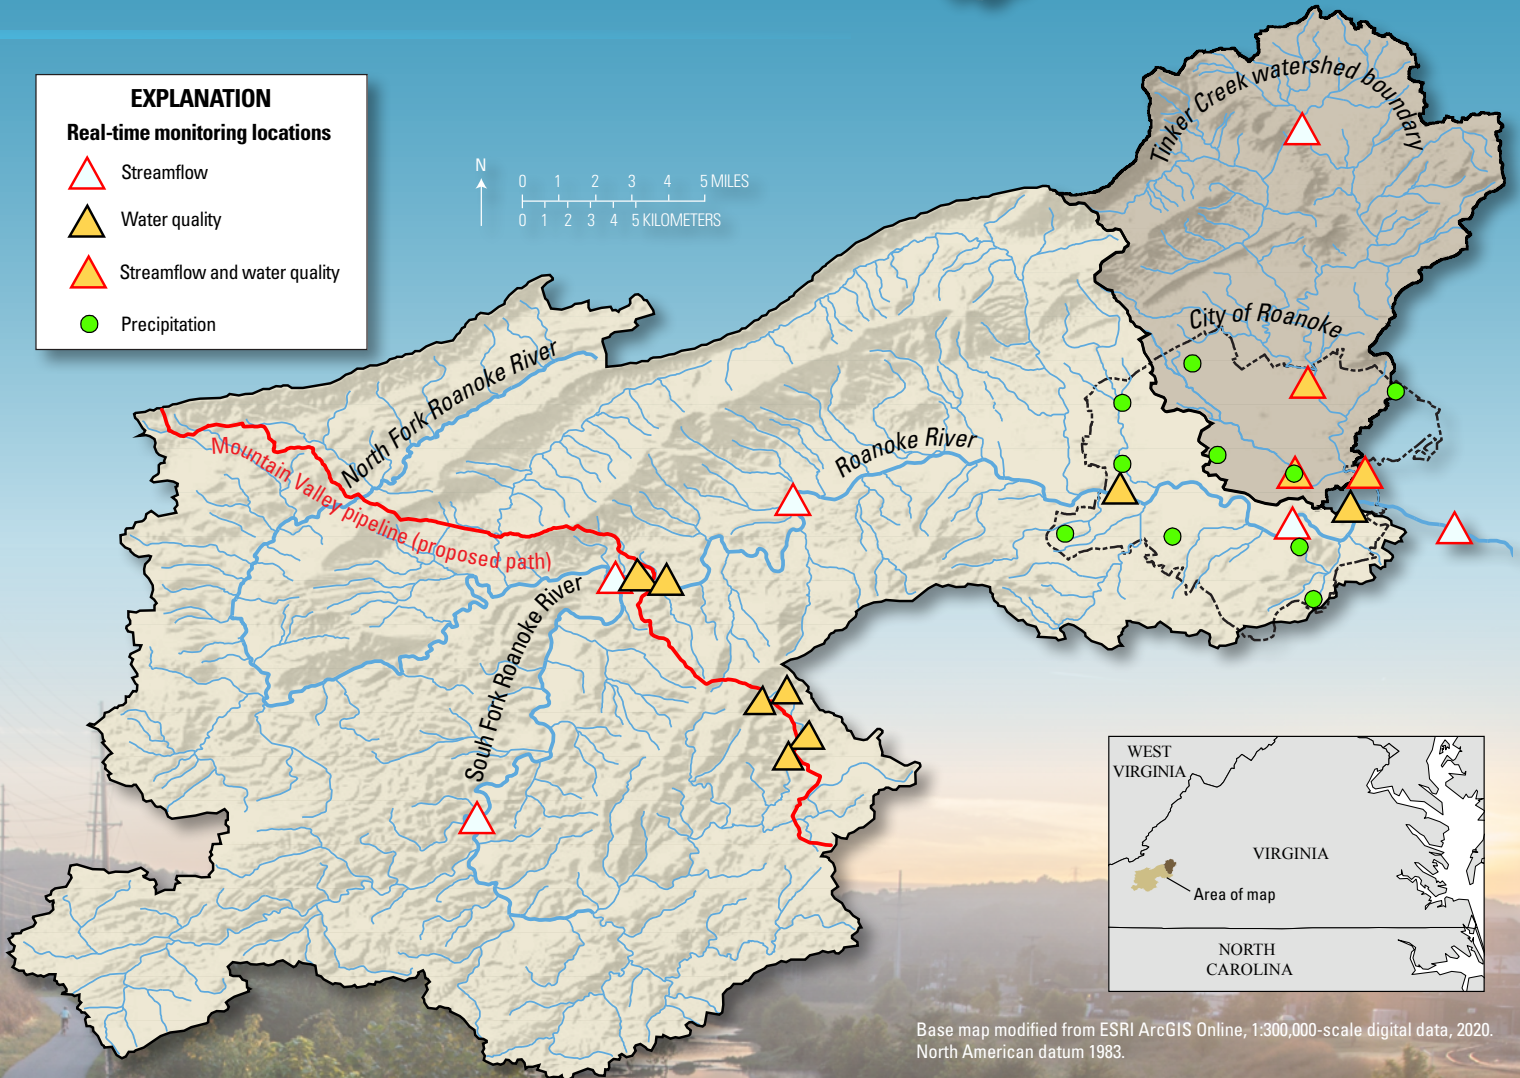 EXPLANATION
Real-time monitoring locations
Streamflow
Water quality
Streamflow and water quality
Precipitation
N
0 1 2 3 4 5 MILES
0 1 2 3 4 5 KILOMETERS
Tinker Creek watershed boundary
City of Roanoke
North Fork Roanoke River
Roanoke River
Mountain Valley pipeline (proposed path)
Souh Fork Roanoke River
WEST
VIRGINIA
VIRGINIA
Area of map
NORTH
CAROLINA
Base map modified from ESRI ArcGIS Online, 1:300,000-scale digital data, 2020.
North American datum 1983.